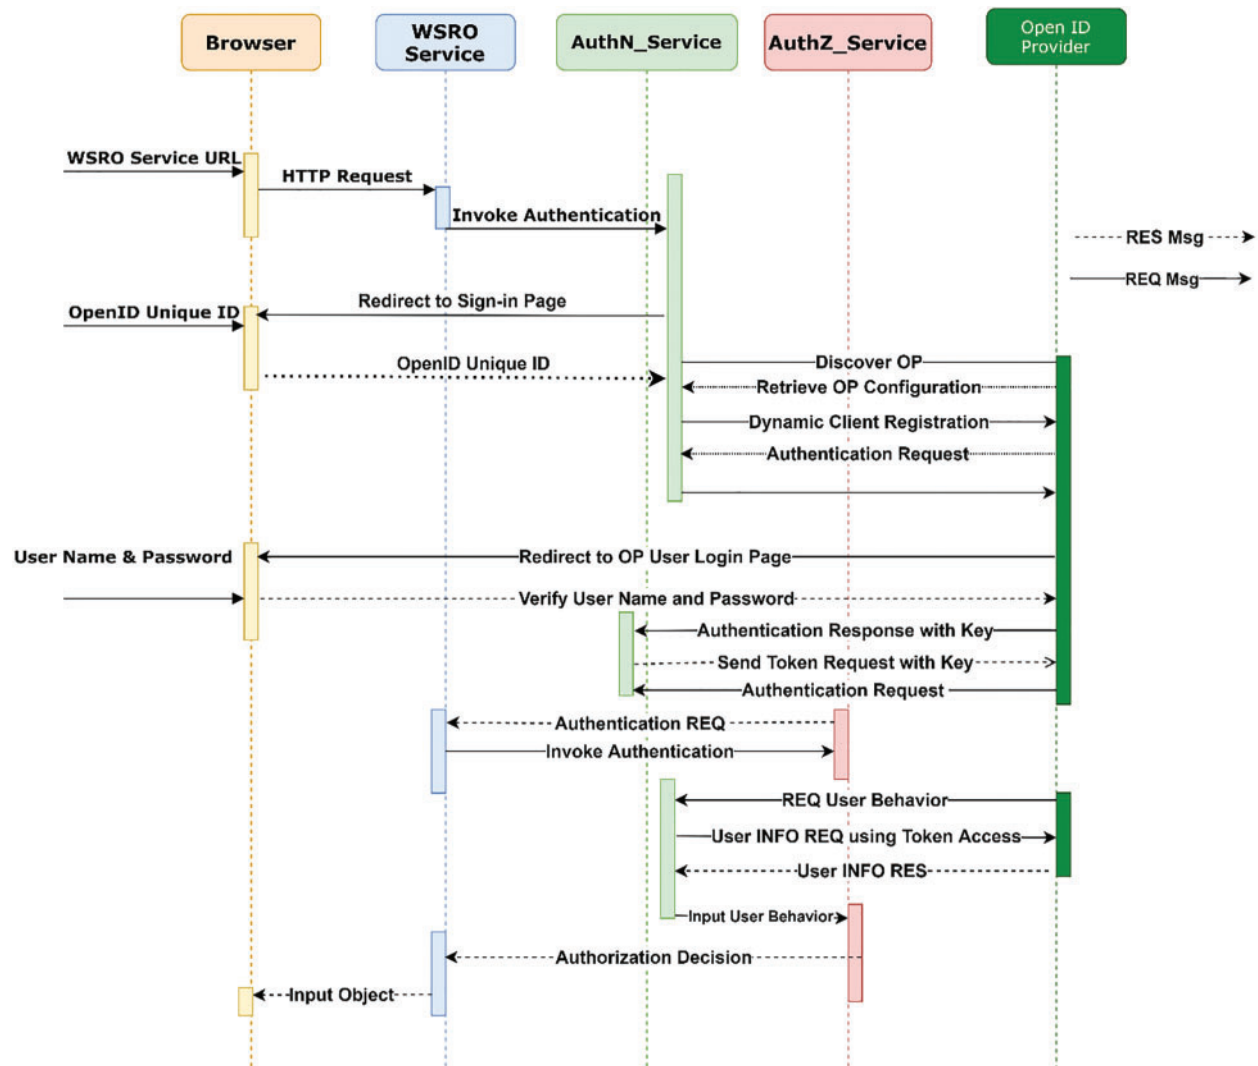 Browser
WSRO
Service
AuthN_Service
AuthZ_Service
Open ID
Provider
WSRO Service URL
HTTP Request
Invoke Authentication
RES Msg
REQ Msg
Redirect to Sign-in Page
OpenID Unique ID
OpenID Unique ID
Discover OP
Retrieve OP Configuration
Dynamic Client Registration
Authentication Request
User Name & Password
Redirect to OP User Login Page
Verify User Name and Password
Authentication Response with Key
Send Token Request with Key
Authentication Request
Authentication REQ
Invoke Authentication
REQ User Behavior
User INFO REQ using Token Access
User INFO RES
Input User Behavior
Authorization Decision
Input Object